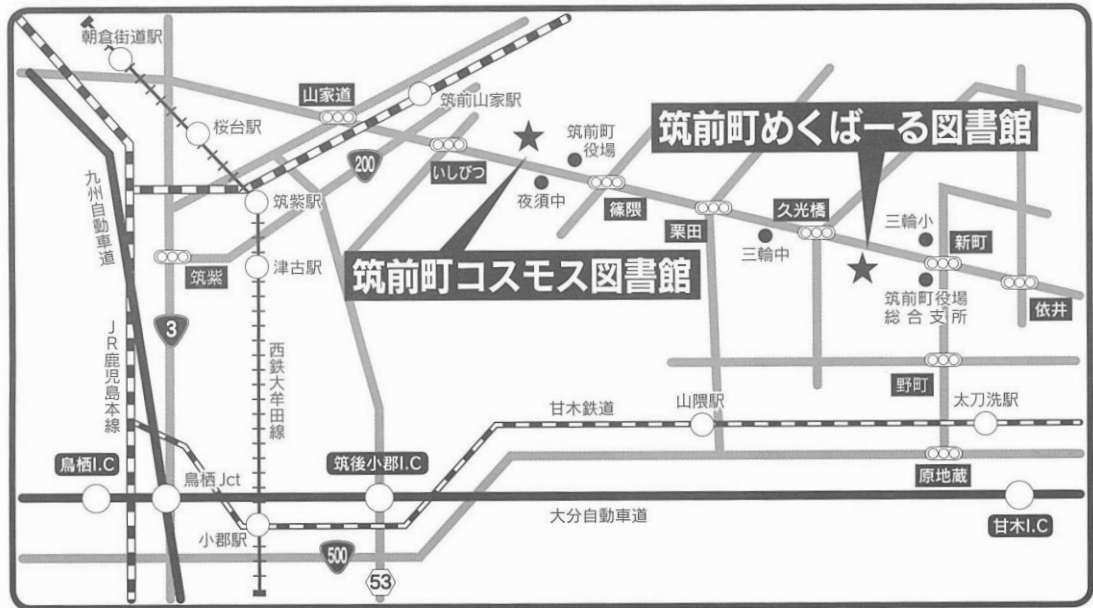 朝倉街道駅
山家道
筑前山家駅
桜台駅
筑前町
役場
筑前町めくばーる図書館
200
いしびつ
夜須中
篠隈
九州自動車道
筑紫駅
栗田
久光橋
三輪小
三輪中
新町
筑紫
津古駅
筑前町コスモス図書館
筑前町役場
総合支所
依井
3
JR鹿児島本線
西鉄大牟田線
野町
甘木鉄道
山隈駅
太刀洗駅
鳥栖I.C
鳥栖Jct
筑後小郡I.C
原地蔵
大分自動車道
甘木I.C
小郡駅
500
53